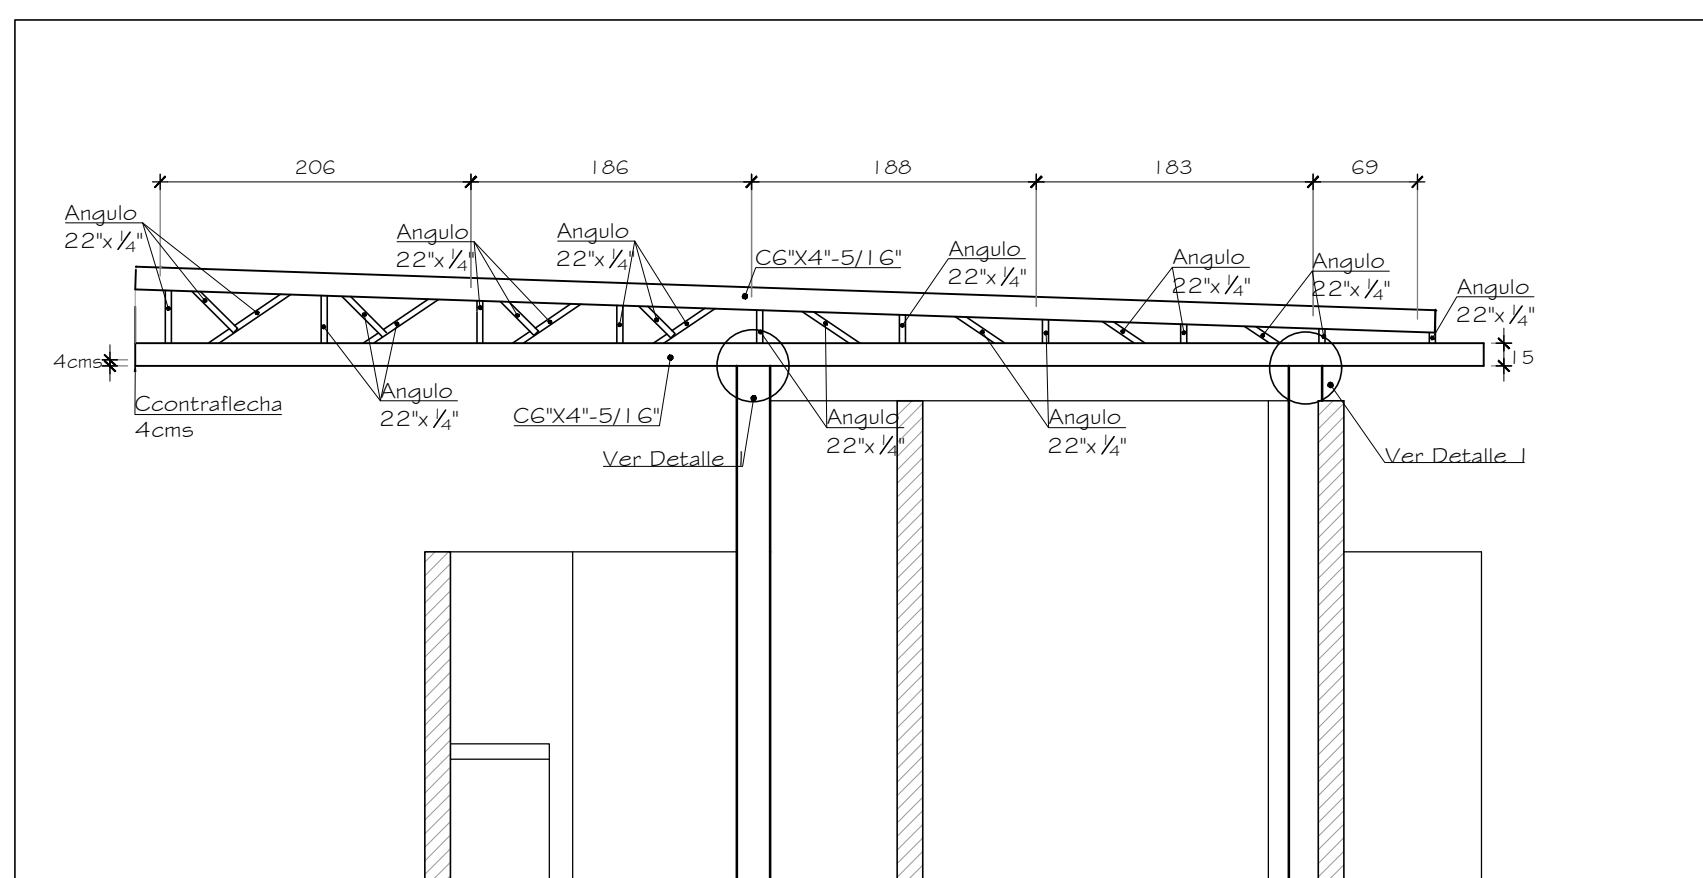 206
186
188
183
69
Angulo
22"x 1/4"
Angulo
22"x 1/4"
Angulo
22"x 1/4"
C6"X4"-5/16"
Angulo
22"x 1/4"
Angulo
22"x 1/4"
Angulo
22"x 1/4"
Angulo
22"x 1/4"
4cms
15
Ccontraflecha
4cms
Angulo
22"x 1/4"
C6"X4"-5/16"
Angulo
22"x 1/4"
Angulo
22"x 1/4"
Ver Detalle 1
Ver Detalle 1